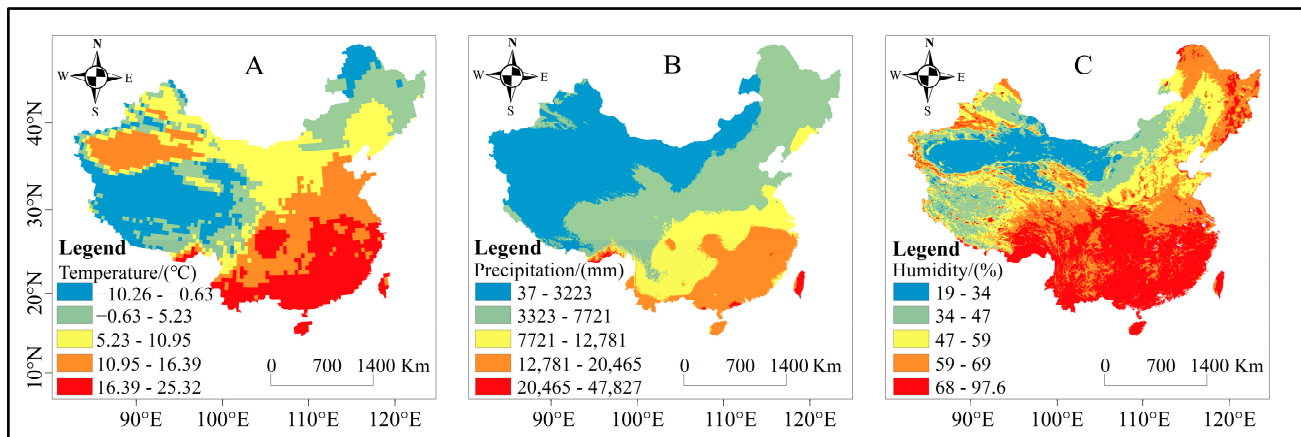 A
N
W E
S
Legend
Temperature/(℃)
10.26 - 0.63
−0.63 - 5.23
5.23 - 10.95
10.95 - 16.39
16.39 - 25.32
0 700 1400 Km
40°N
30°N
20°N
10°N
90°E 100°E 110°E 120°E
B
N
W E
S
Legend
Precipitation/(mm)
37 - 3223
3323 - 7721
7721 - 12,781
12,781 - 20,465
20,465 - 47,827
0 700 1400 Km
90°E 100°E 110°E 120°E
C
N
W E
S
Legend
Humidity/(%)
19 - 34
34 - 47
47 - 59
59 - 69
68 - 97.6
0 700 1400 Km
90°E 100°E 110°E 120°E